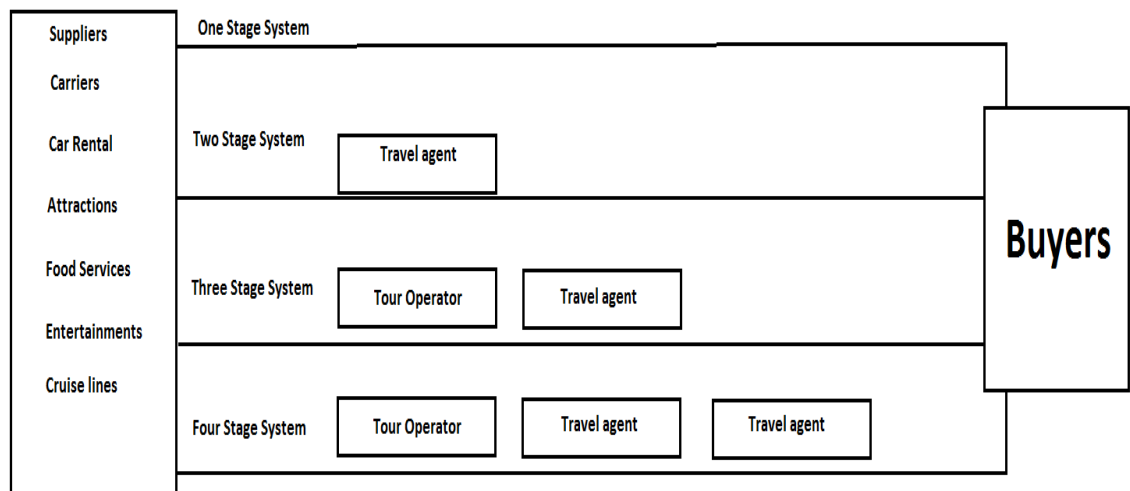 Suppliers
Carriers
Car Rental
Attractions
Food Services
Entertainments
Cruise lines
One Stage System
Two Stage System
Travel agent
Three Stage System
Tour Operator
Travel agent
Four Stage System
Tour Operator
Travel agent
Travel agent
Buyers